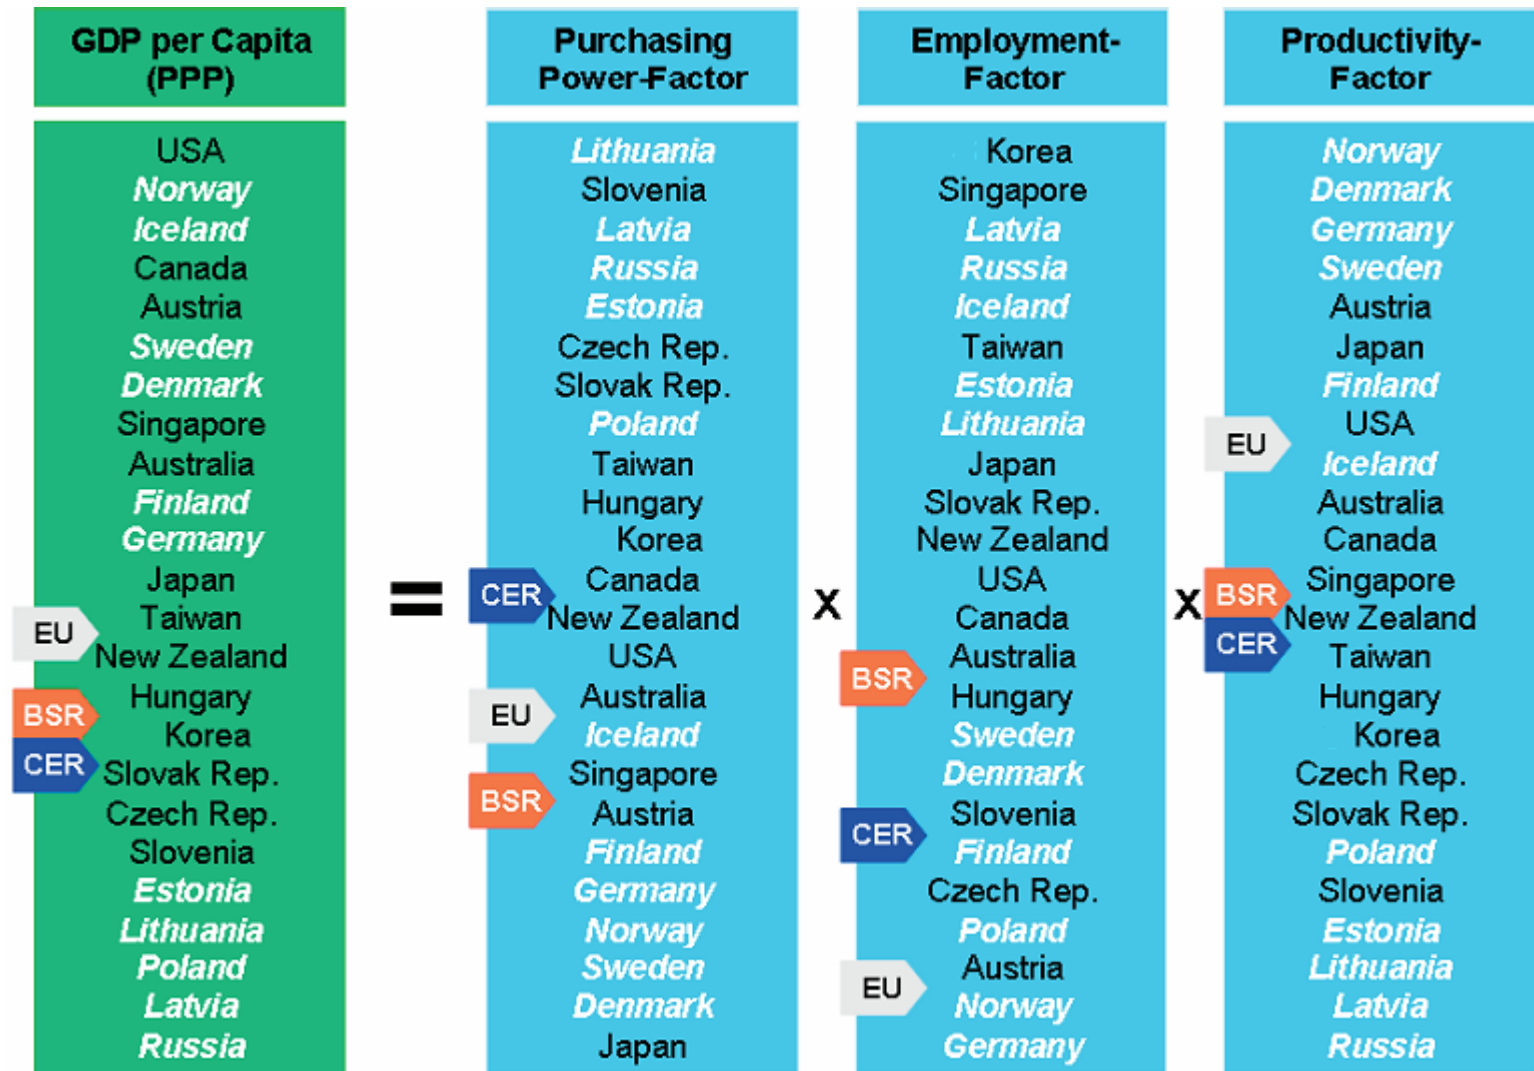 GDP per Capita
(PPP)
USA
Norway
Iceland
Canada
Austria
Sweden
Denmark
Singapore
Australia
Finland
Germany
Japan
Taiwan
EU
New Zealand
Hungary
BSR
Korea
CER
Slovak Rep.
Czech Rep.
Slovenia
Estonia
Lithuania
Poland
Latvia
Russia
=
Purchasing
Power-Factor
Lithuania
Slovenia
Latvia
Russia
Estonia
Czech Rep.
Slovak Rep.
Poland
Taiwan
Hungary
Korea
Canada
CER
New Zealand
USA
Australia
EU
Iceland
Singapore
BSR
Austria
Finland
Germany
Norway
Sweden
Denmark
Japan
x
Employment-
Factor
Korea
Singapore
Latvia
Russia
Iceland
Taiwan
Estonia
Lithuania
Japan
Slovak Rep.
New Zealand
USA
Canada
Australia
BSR
Hungary
Sweden
Denmark
Slovenia
CER
Finland
Czech Rep.
Poland
Austria
EU
Norway
Germany
x
Productivity-
Factor
Norway
Denmark
Germany
Sweden
Austria
Japan
Finland
USA
EU
Iceland
Australia
Canada
Singapore
BSR
New Zealand
CER
Taiwan
Hungary
Korea
Czech Rep.
Slovak Rep.
Poland
Slovenia
Estonia
Lithuania
Latvia
Russia